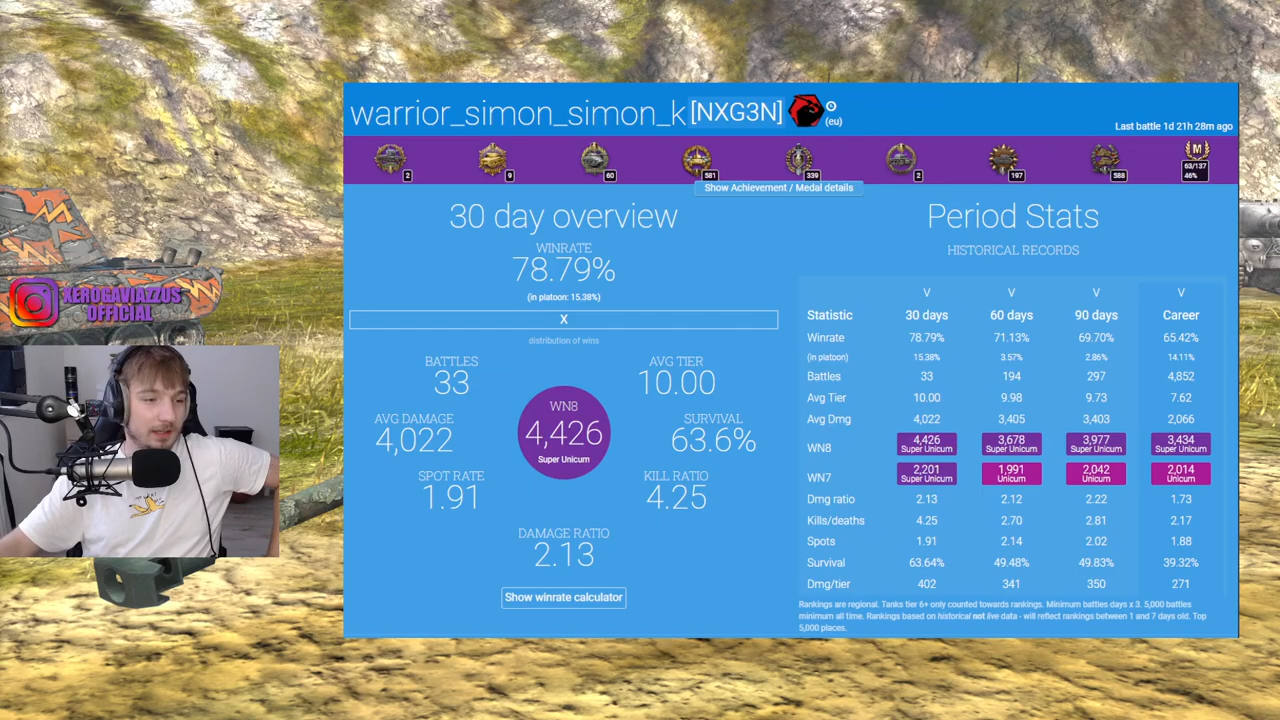 warrior_simon_simon_k [NXG3N] (eu)
Last battle 1d 21h 28m ago
2 9 60 581 339 2 197 588 M 63/137 46%
Show Achievement / Medal details
30 day overview
WINRATE
78.79%
(in platoon: 15.38%)
X
distribution of wins
BATTLES
33
AVG TIER
10.00
AVG DAMAGE
4,022
WN8
4,426
Super Unicum
SURVIVAL
63.6%
SPOT RATE
1.91
KILL RATIO
4.25
DAMAGE RATIO
2.13
Show winrate calculator
Period Stats
HISTORICAL RECORDS
V V V V
Statistic 30 days 60 days 90 days Career
Winrate 78.79% 71.13% 69.70% 65.42%
(in platoon) 15.38% 3.57% 2.86% 14.11%
Battles 33 194 297 4,852
Avg Tier 10.00 9.98 9.73 7.62
Avg Dmg 4,022 3,405 3,403 2,066
WN8 4,426 Super Unicum 3,678 Super Unicum 3,977 Super Unicum 3,434 Super Unicum
WN7 2,201 Super Unicum 1,991 Unicum 2,042 Unicum 2,014 Unicum
Dmg ratio 2.13 2.12 2.22 1.73
Kills/deaths 4.25 2.70 2.81 2.17
Spots 1.91 2.14 2.02 1.88
Survival 63.64% 49.48% 49.83% 39.32%
Dmg/tier 402 341 350 271
Rankings are regional. Tanks tier 6+ only counted towards rankings. Minimum battles days x 3. 5,000 battles
minimum all time. Rankings based on historical not live data - will reflect rankings between 1 and 7 days old. Top
5,000 places.
XEROGAVIAZZUS
OFFICIAL